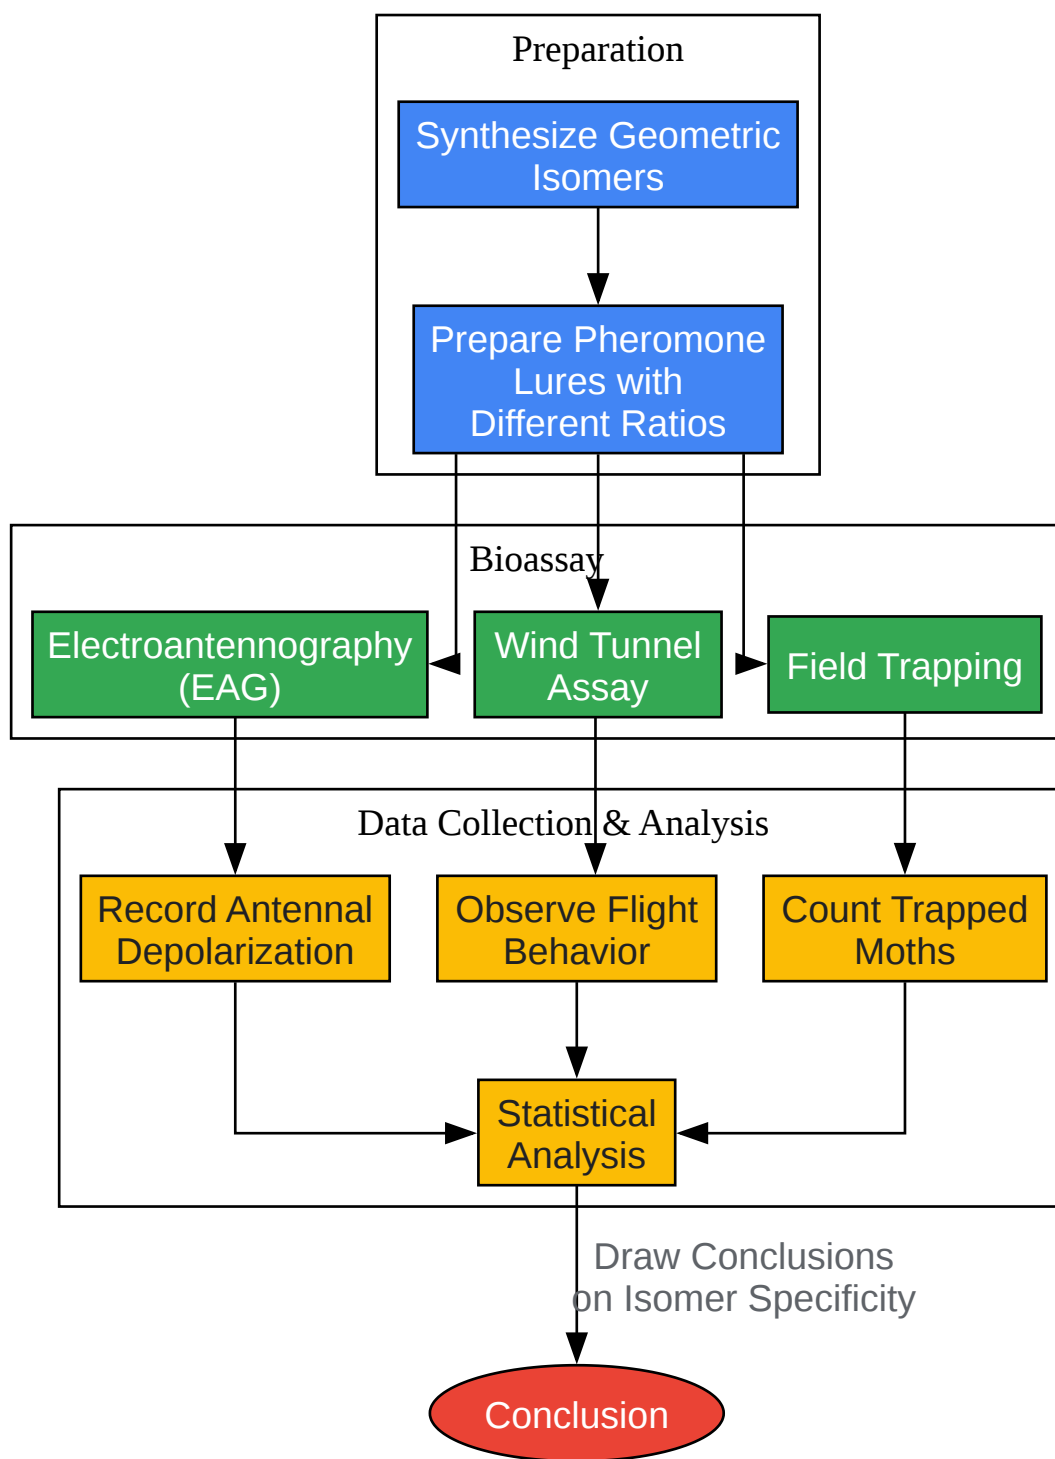 Preparation
Synthesize Geometric
Isomers
Prepare Pheromone
Lures with
Different Ratios
Bioassay
Electroantennography
(EAG)
Wind Tunnel
Assay
Field Trapping
Data Collection & Analysis
Record Antennal
Depolarization
Observe Flight
Behavior
Count Trapped
Moths
Statistical
Analysis
Draw Conclusions
on Isomer Specificity
Conclusion